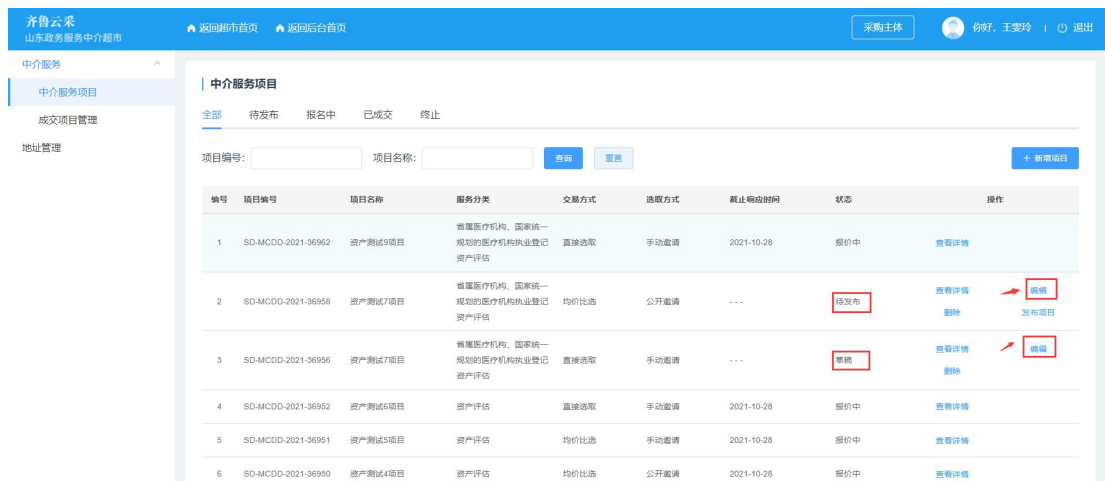 齐鲁云采
山东政务服务中介超市
返回超市首页 返回后台首页
采购主体
你好，王雯玲 | 退出
中介服务
中介服务项目
成交项目管理
地址管理
中介服务项目
全部 待发布 报名中 已成交 终止
项目编号： 项目名称： 查询 重置 + 新增项目
编号 项目编号 项目名称 服务分类 交易方式 选取方式 截止响应时间 状态 操作
省属医疗机构、国家统一
1 SD-MCDD-2021-36962 资产测试9项目 规划的医疗机构执业登记 直接选取 手动邀请 2021-10-28 报价中 查看详情
资产评估
省属医疗机构、国家统一
2 SD-MCDD-2021-36958 资产测试7项目 规划的医疗机构执业登记 均价比选 公开邀请 - - - 待发布 查看详情 编辑
资产评估 删除 发布项目
省属医疗机构、国家统一
3 SD-MCDD-2021-36956 资产测试7项目 规划的医疗机构执业登记 直接选取 手动邀请 - - - 草稿 查看详情 编辑
资产评估 删除
4 SD-MCDD-2021-36952 资产测试6项目 资产评估 直接选取 手动邀请 2021-10-28 报价中 查看详情
5 SD-MCDD-2021-36951 资产测试5项目 资产评估 均价比选 手动邀请 2021-10-28 报价中 查看详情
6 SD-MCDD-2021-36950 资产测试4项目 资产评估 均价比选 公开邀请 2021-10-28 报价中 查看详情